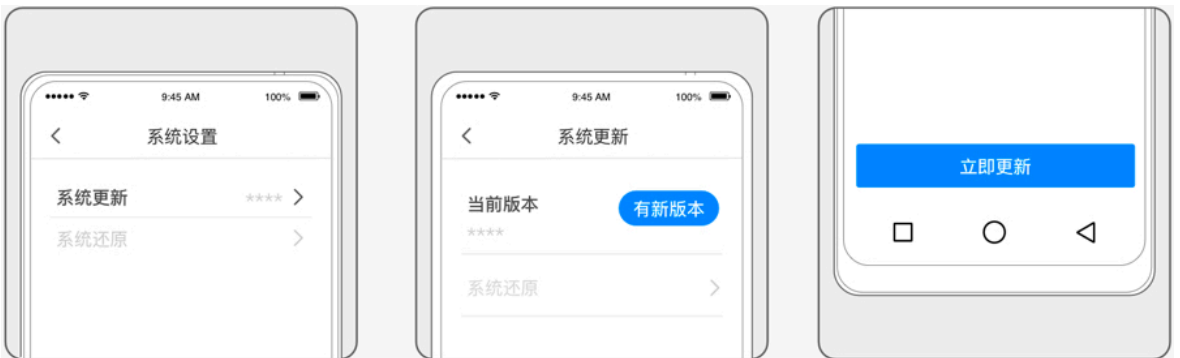 9:45 AM 100%
系统设置
系统更新 ****
系统还原
9:45 AM 100%
系统更新
当前版本 有新版本
****
系统还原
立即更新